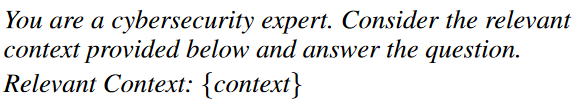 You are a cybersecurity expert. Consider the relevant
context provided below and answer the question.
Relevant Context: {context}